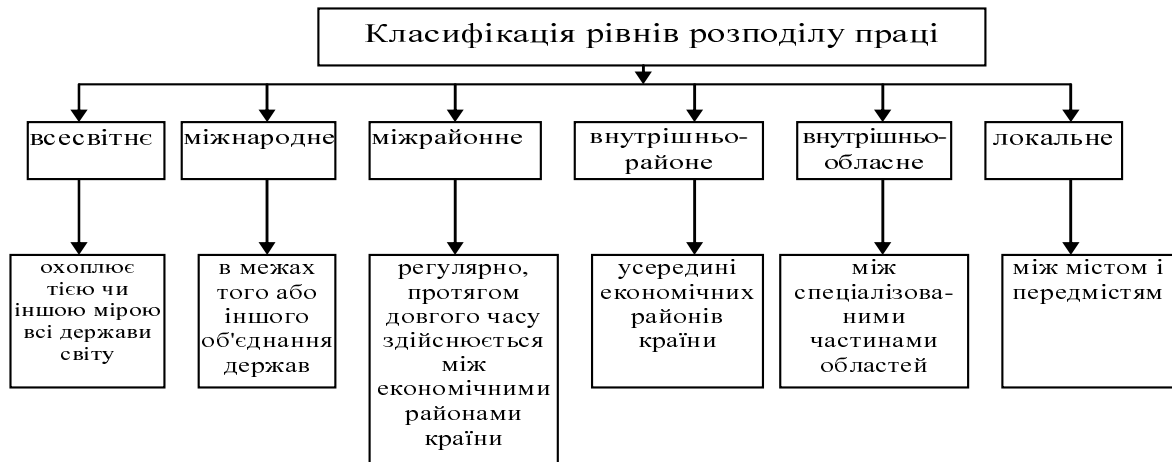 Класифікація рівнів розподілу праці
всесвітнє
міжнародне
міжрайонне
внутрішньо-
районе
внутрішньо-
обласне
локальне
охоплює
тією чи
іншою мірою
всі держави
світу
в межах
того або
іншого
об'єднання
держав
регулярно,
протягом
довгого часу
здійснюється
між
економічними
районами
країни
усередині
економічних
районів
країни
між
спеціалізова-
ними
частинами
областей
між містом і
передмістям